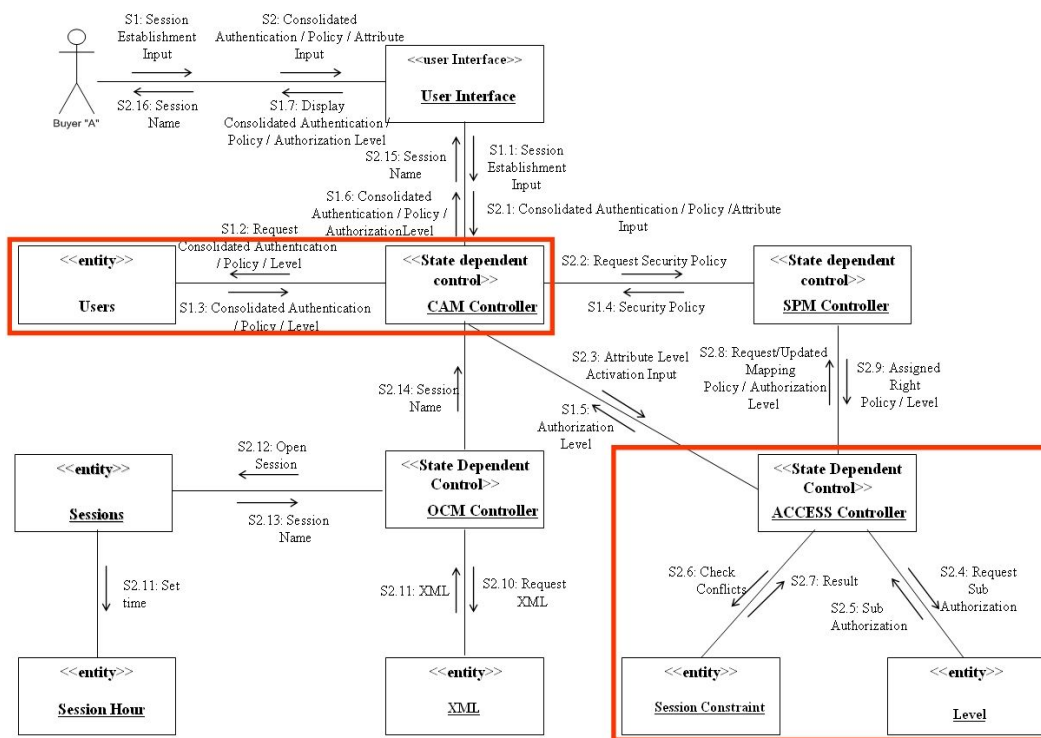 S1: Session
Establishment
Input
S2: Consolidated
Authentication / Policy / Attribute
Input
S2.16: Session
Name
S1.7: Display
Consolidated Authentication /
Policy / Authorization Level
Buyer "A"
<<user Interface>>
User Interface
S2.15: Session
Name
S1.1: Session
Establishment
Input
S1.6: Consolidated
Authentication / Policy /
AuthorizationLevel
S2.1: Consolidated Authentication / Policy /Attribute
Input
S1.2: Request
Consolidated Authentication
/ Policy / Level
S1.3: Consolidated Authentication
/ Policy / Level
<<entity>>
Users
<<State dependent
control>>
CAM Controller
S2.2: Request Security Policy
S1.4: Security Policy
<<State dependent
control>>
SPM Controller
S2.3: Attribute Level
Activation Input
S1.5:
Authorization
Level
S2.8: Request/Updated
Mapping
Policy / Authorization
Level
S2.9: Assigned
Right
Policy / Level
S2.14: Session
Name
S2.12: Open
Session
S2.13: Session
Name
<<entity>>
Sessions
<<State Dependent
Control>>
OCM Controller
<<State Dependent
Control>>
ACCESS Controller
S2.11: Set
time
S2.11: XML
S2.10: Request
XML
S2.6: Check
Conflicts
S2.7: Result
S2.4: Request
Sub
Authorization
S2.5: Sub
Authorization
<<entity>>
Session Hour
<<entity>>
XML
<<entity>>
Session Constraint
<<entity>>
Level